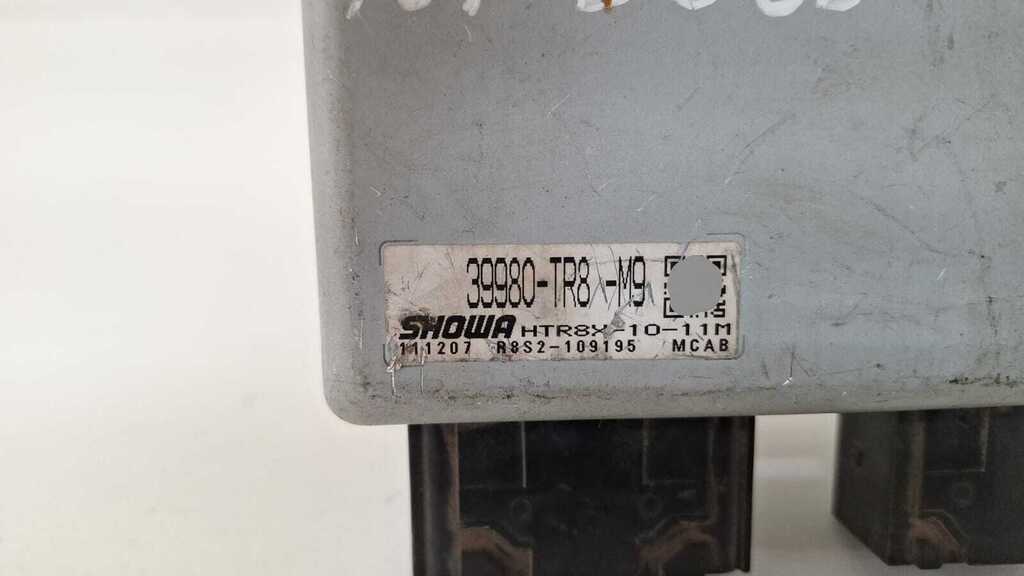 39980-TR8 -M9
SHOWA HTR8X-10-11M
111207 R8S2-109195 MCAB